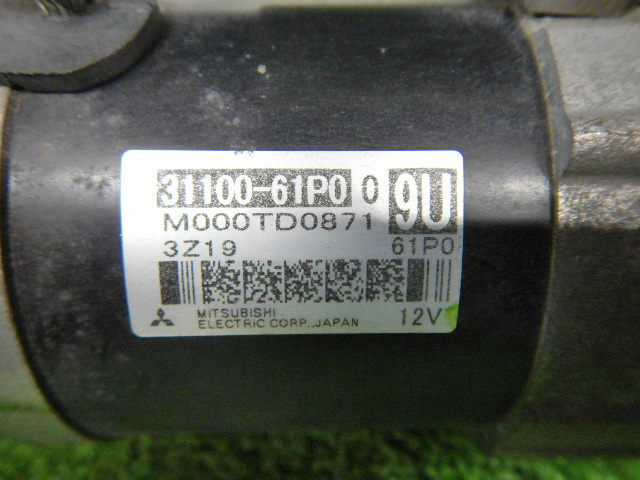 31100-61P0 0 9U
M000TD0871
3Z19 61P0
MITSUBISHI
ELECTRIC CORP., JAPAN 12V